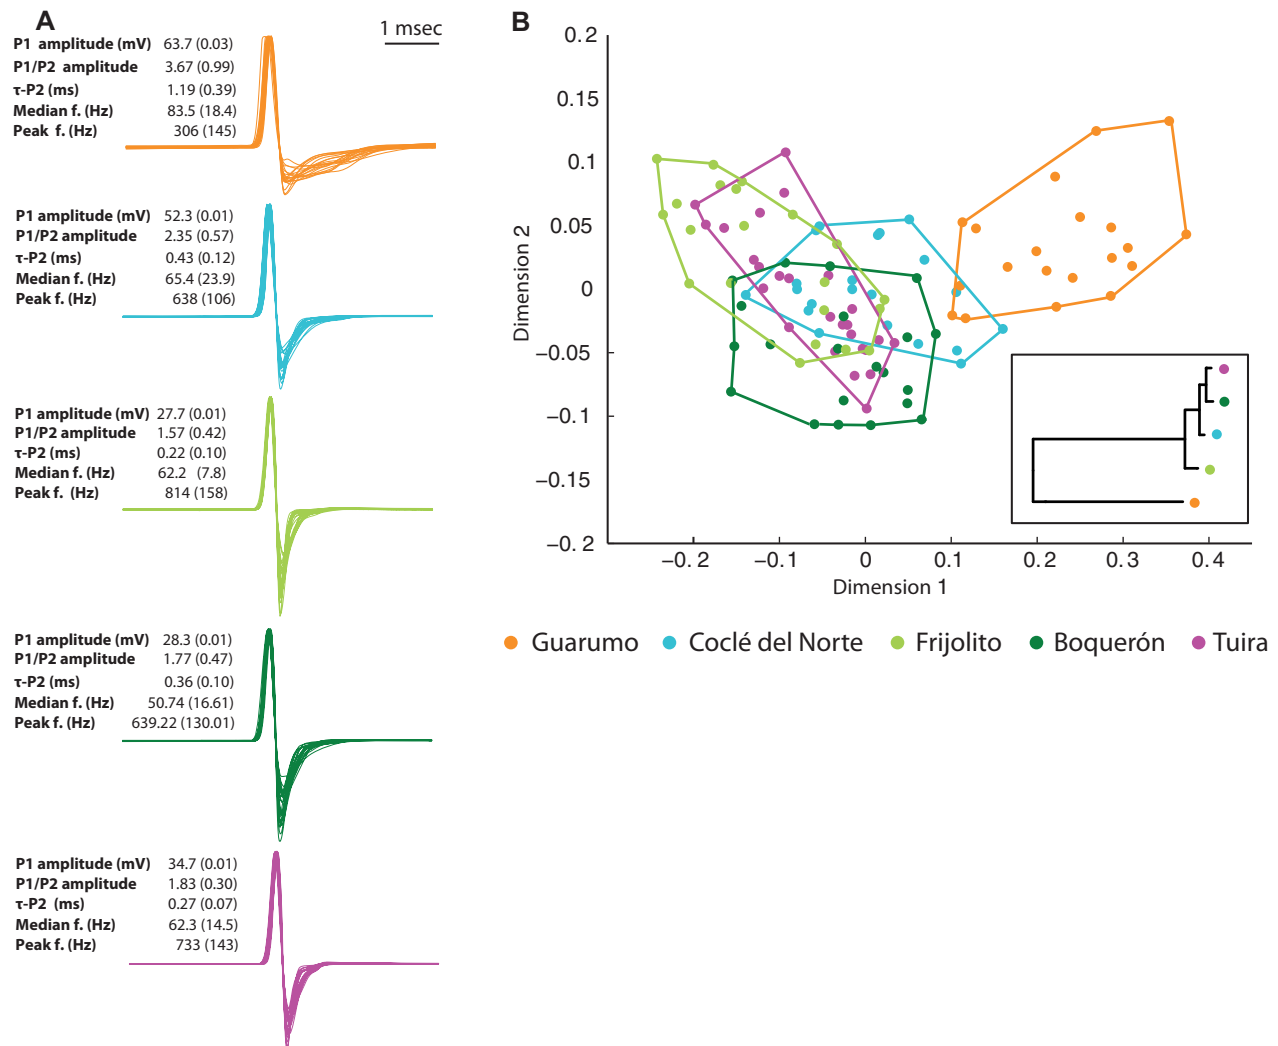 A
1 msec
P1 amplitude (mV) 63.7 (0.03)
P1/P2 amplitude 3.67 (0.99)
τ-P2 (ms) 1.19 (0.39)
Median f. (Hz) 83.5 (18.4)
Peak f. (Hz) 306 (145)
P1 amplitude (mV) 52.3 (0.01)
P1/P2 amplitude 2.35 (0.57)
τ-P2 (ms) 0.43 (0.12)
Median f. (Hz) 65.4 (23.9)
Peak f. (Hz) 638 (106)
P1 amplitude (mV) 27.7 (0.01)
P1/P2 amplitude 1.57 (0.42)
τ-P2 (ms) 0.22 (0.10)
Median f. (Hz) 62.2 (7.8)
Peak f. (Hz) 814 (158)
P1 amplitude (mV) 28.3 (0.01)
P1/P2 amplitude 1.77 (0.47)
τ-P2 (ms) 0.36 (0.10)
Median f. (Hz) 50.74 (16.61)
Peak f. (Hz) 639.22 (130.01)
P1 amplitude (mV) 34.7 (0.01)
P1/P2 amplitude 1.83 (0.30)
τ-P2 (ms) 0.27 (0.07)
Median f. (Hz) 62.3 (14.5)
Peak f. (Hz) 733 (143)
B
Dimension 2
0.2
0.15
0.1
0.05
0
−0.05
−0.1
−0.15
−0.2
−0.2 −0.1 0 0.1 0.2 0.3 0.4
Dimension 1
Guarumo Coclé del Norte Frijolito Boquerón Tuira